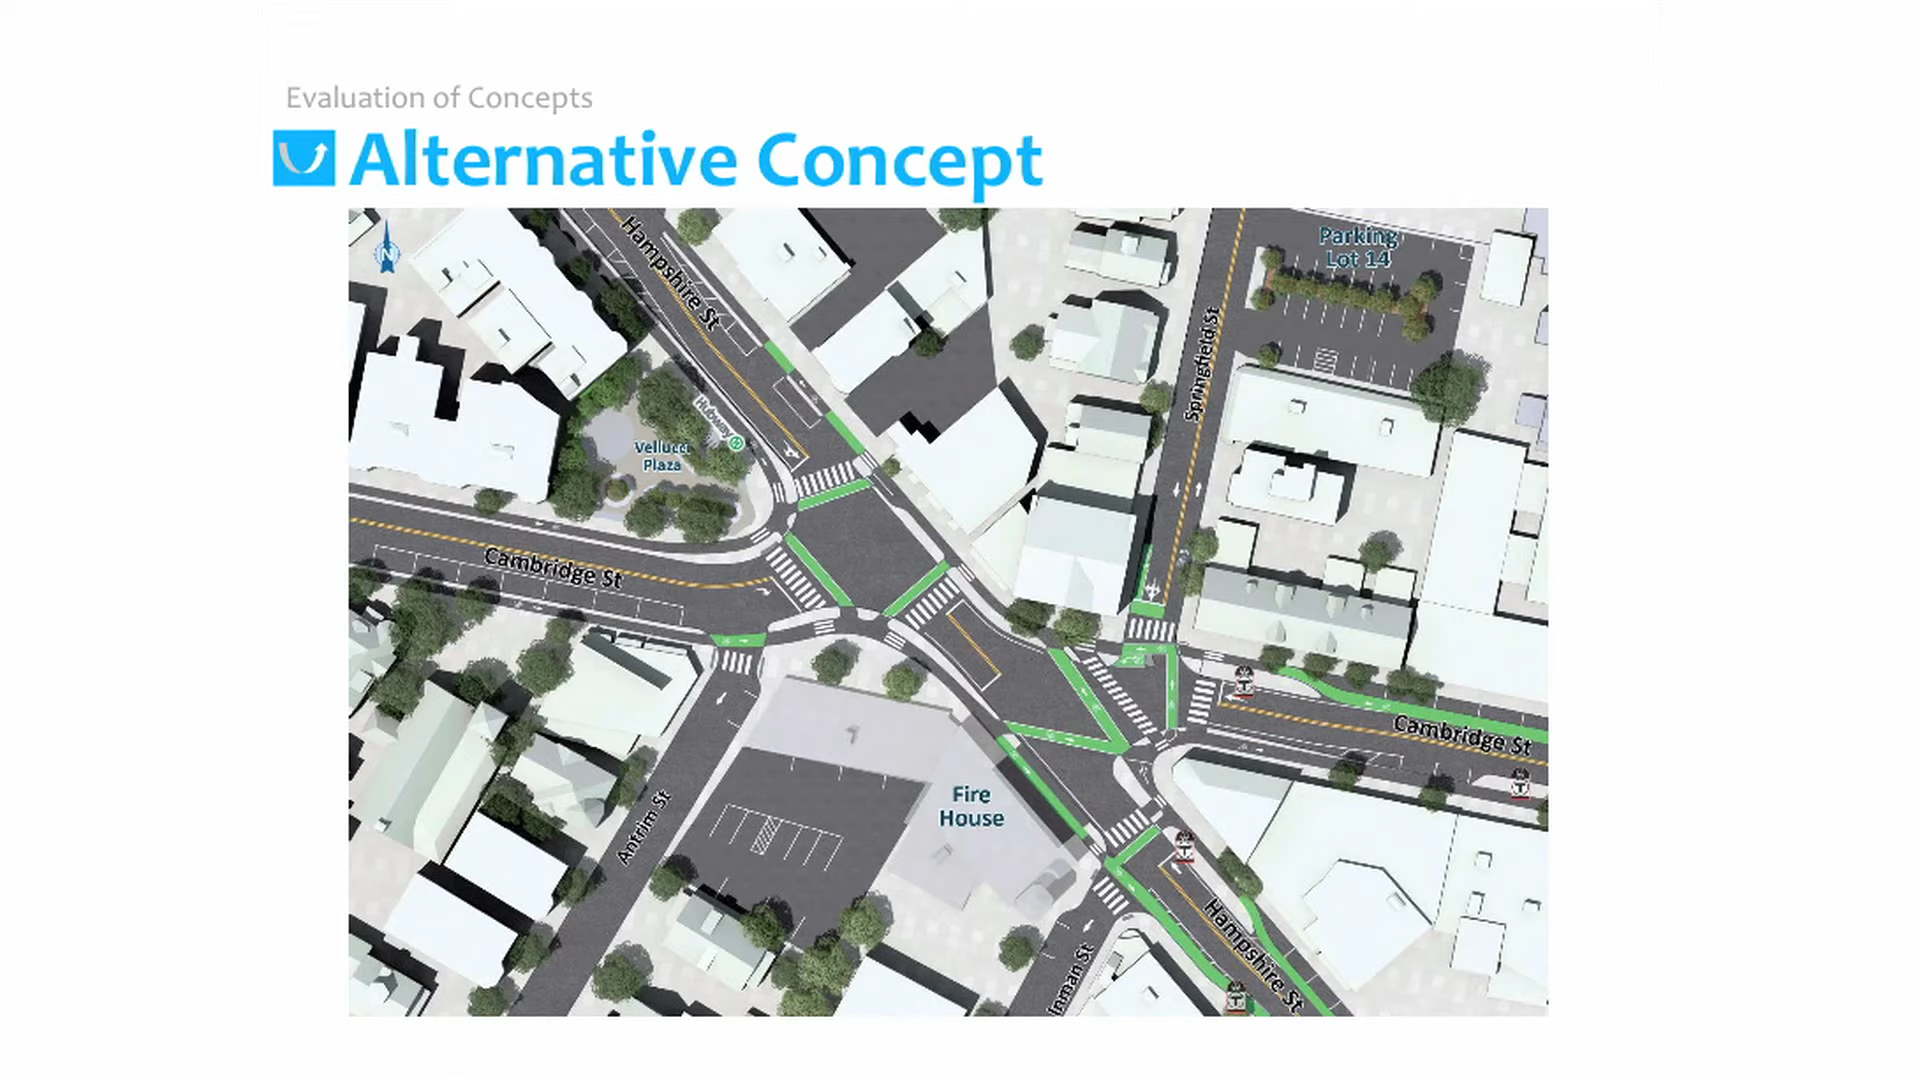 Evaluation of Concepts
Alternative Concept
N
Hampshire St
Parking
Lot 14
Springfield St
Hubway
Vellucci
Plaza
Cambridge St
Cambridge St
T
T
Fire
House
T
Antrim St
Hampshire St
Inman St
T